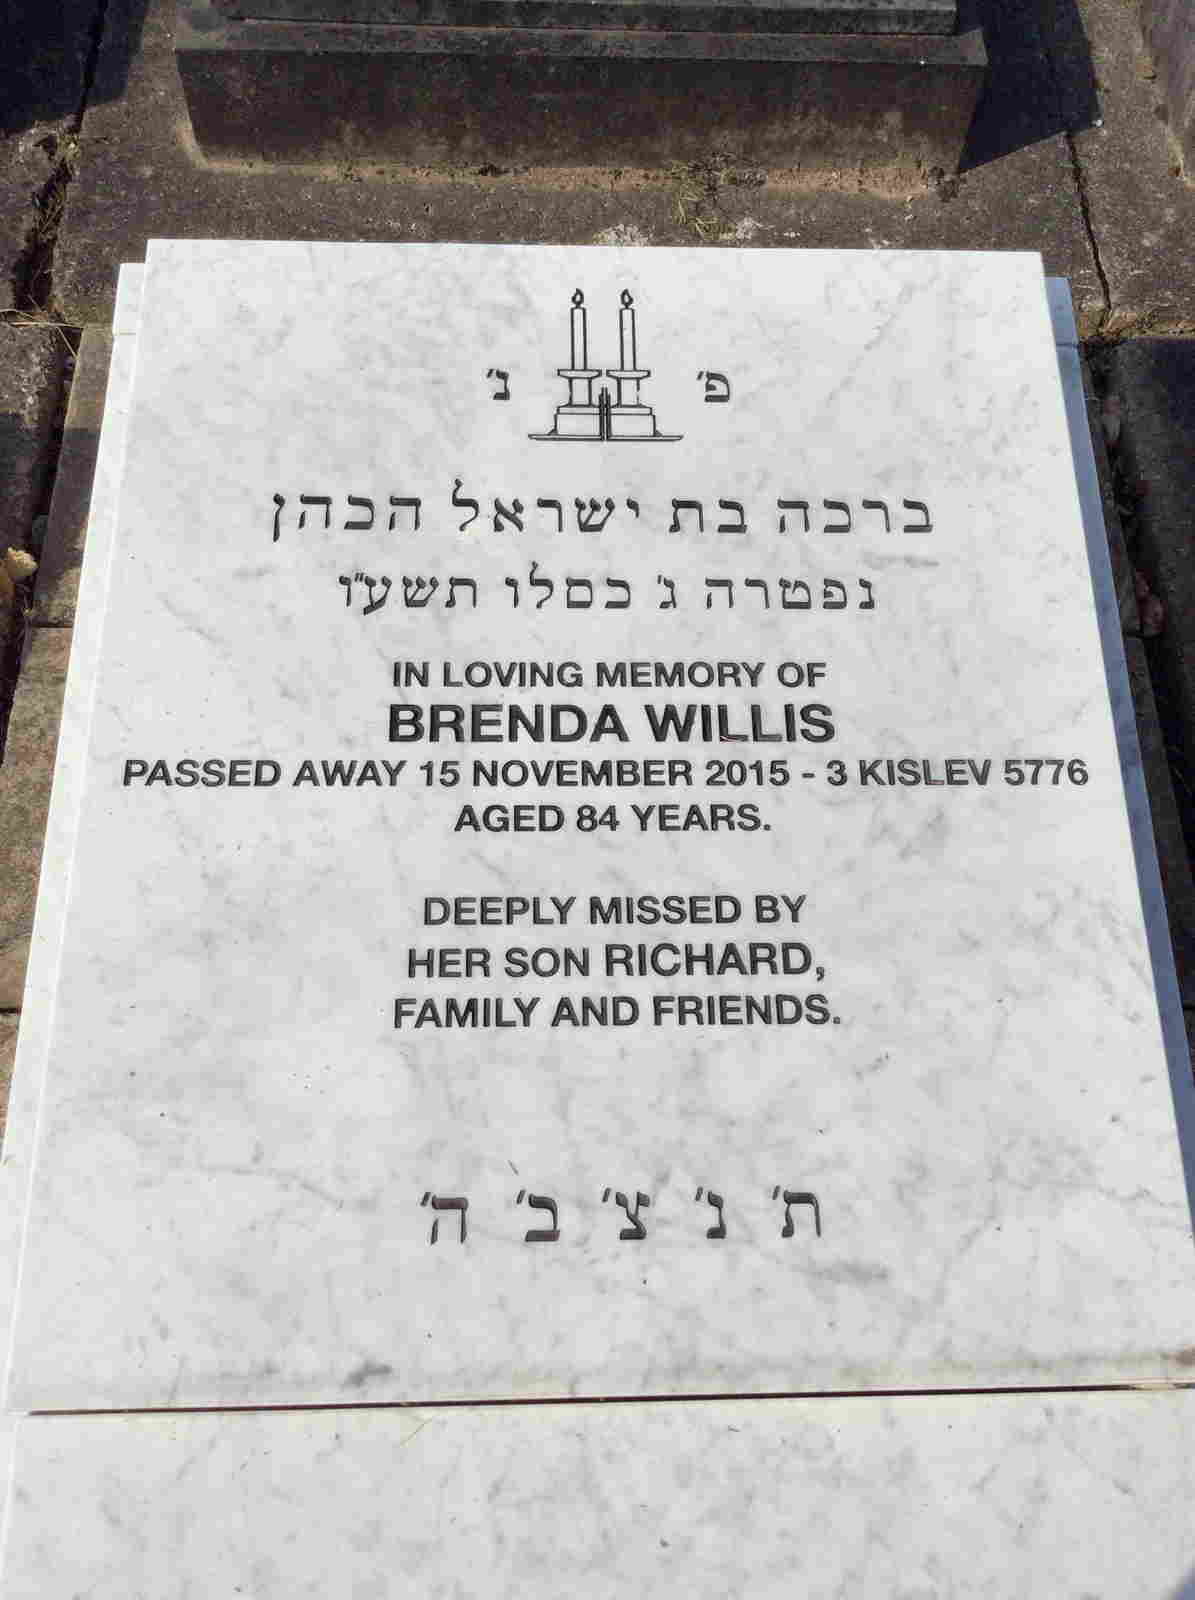 פ׳ נ׳
ברכה בת ישראל הכהן
נפטרה ג׳ כסלו תשע"ו
IN LOVING MEMORY OF
BRENDA WILLIS
PASSED AWAY 15 NOVEMBER 2015 - 3 KISLEV 5776
AGED 84 YEARS.
DEEPLY MISSED BY
HER SON RICHARD,
FAMILY AND FRIENDS.
ת׳ נ׳ צ׳ ב׳ ה׳